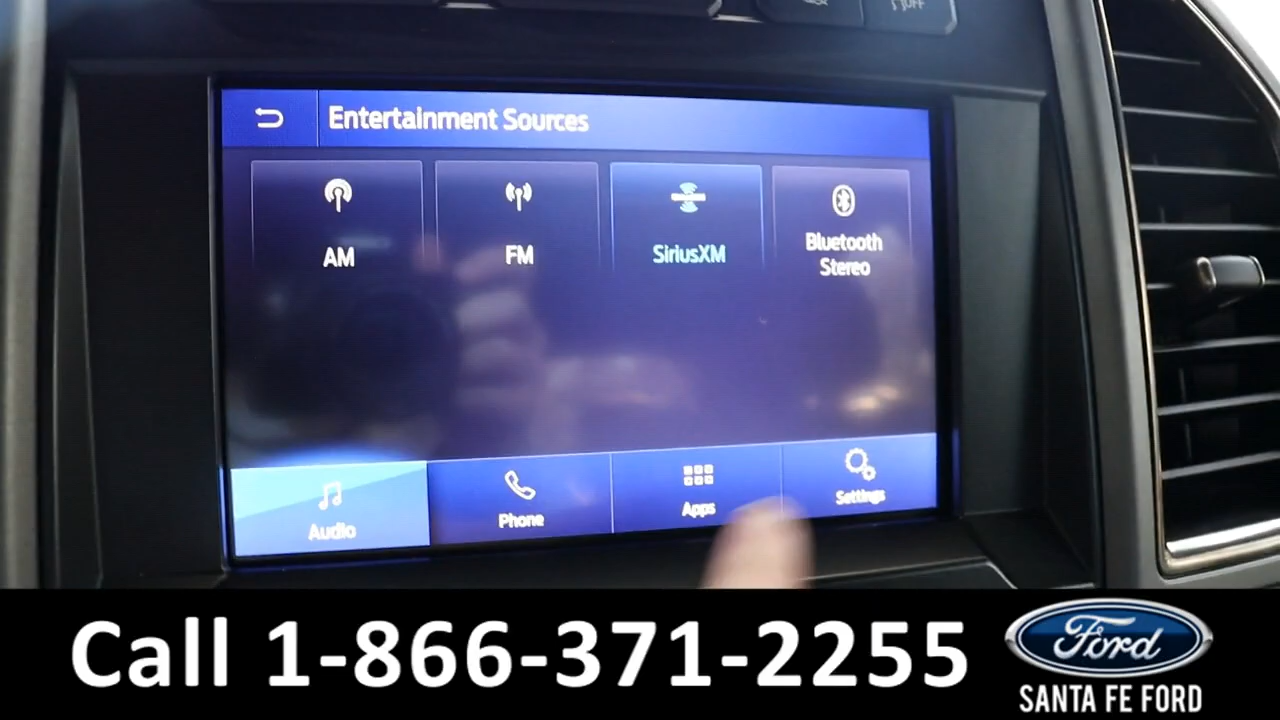 OFF
Entertainment Sources
AM
FM
SiriusXM
Bluetooth
Stereo
Audio
Phone
Apps
Settings
Call 1-866-371-2255
Ford
SANTA FE FORD